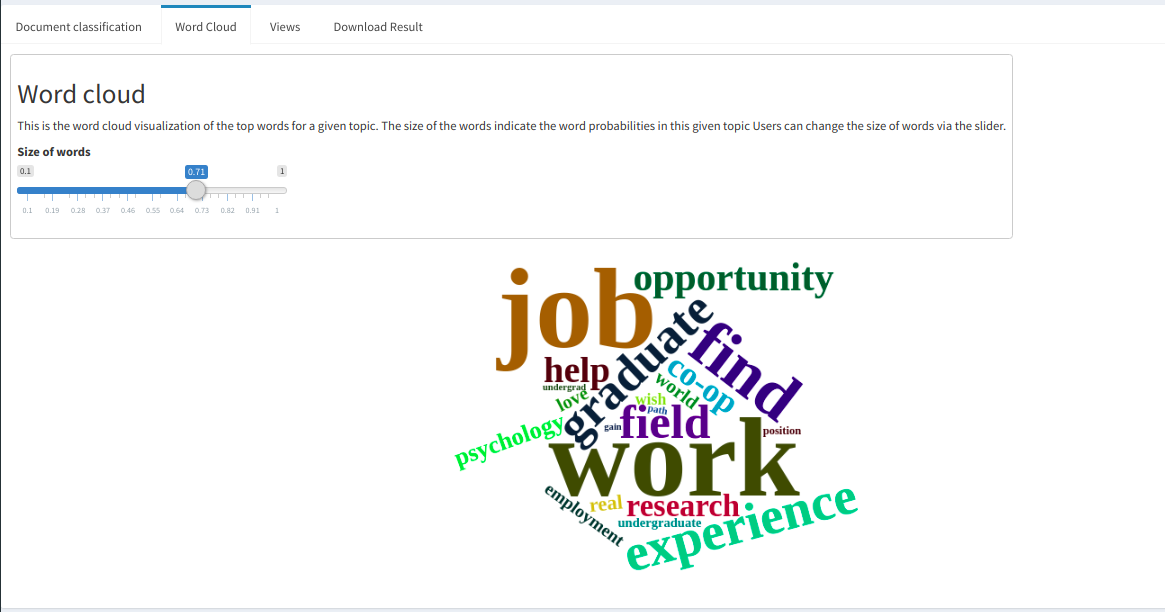 Document classification
Word Cloud
Views
Download Result
Word cloud
This is the word cloud visualization of the top words for a given topic. The size of the words indicate the word probabilities in this given topic Users can change the size of words via the slider.
Size of words
0.1 0.71 1
0.1 0.19 0.28 0.37 0.46 0.55 0.64 0.73 0.82 0.91 1
job
opportunity
graduate
find
help
co-op
undergrad
world
love
wish
path
gain
field
psychology
position
work
employment
real
research
undergraduate
experience